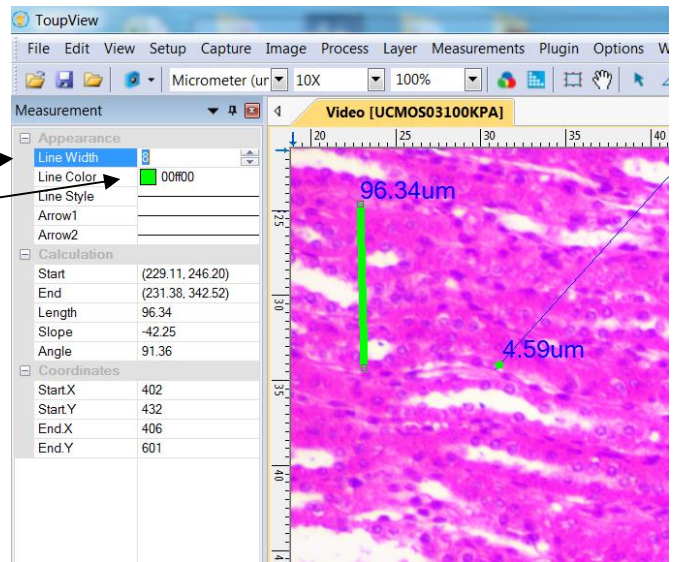 ToupView
File Edit View Setup Capture Image Process Layer Measurements Plugin Options W
Micrometer (ur 10X 100%
Measurement
Video [UCMOS03100KPA]
Appearance
Line Width 8
Line Color 00ff00
Line Style
Arrow1
Arrow2
Calculation
Start (229.11, 246.20)
End (231.38, 342.52)
Length 96.34
Slope -42.25
Angle 91.36
Coordinates
Start.X 402
Start.Y 432
End.X 406
End.Y 601
20 25 30 35 40
25
30
35
40
4
96.34um
4.59um